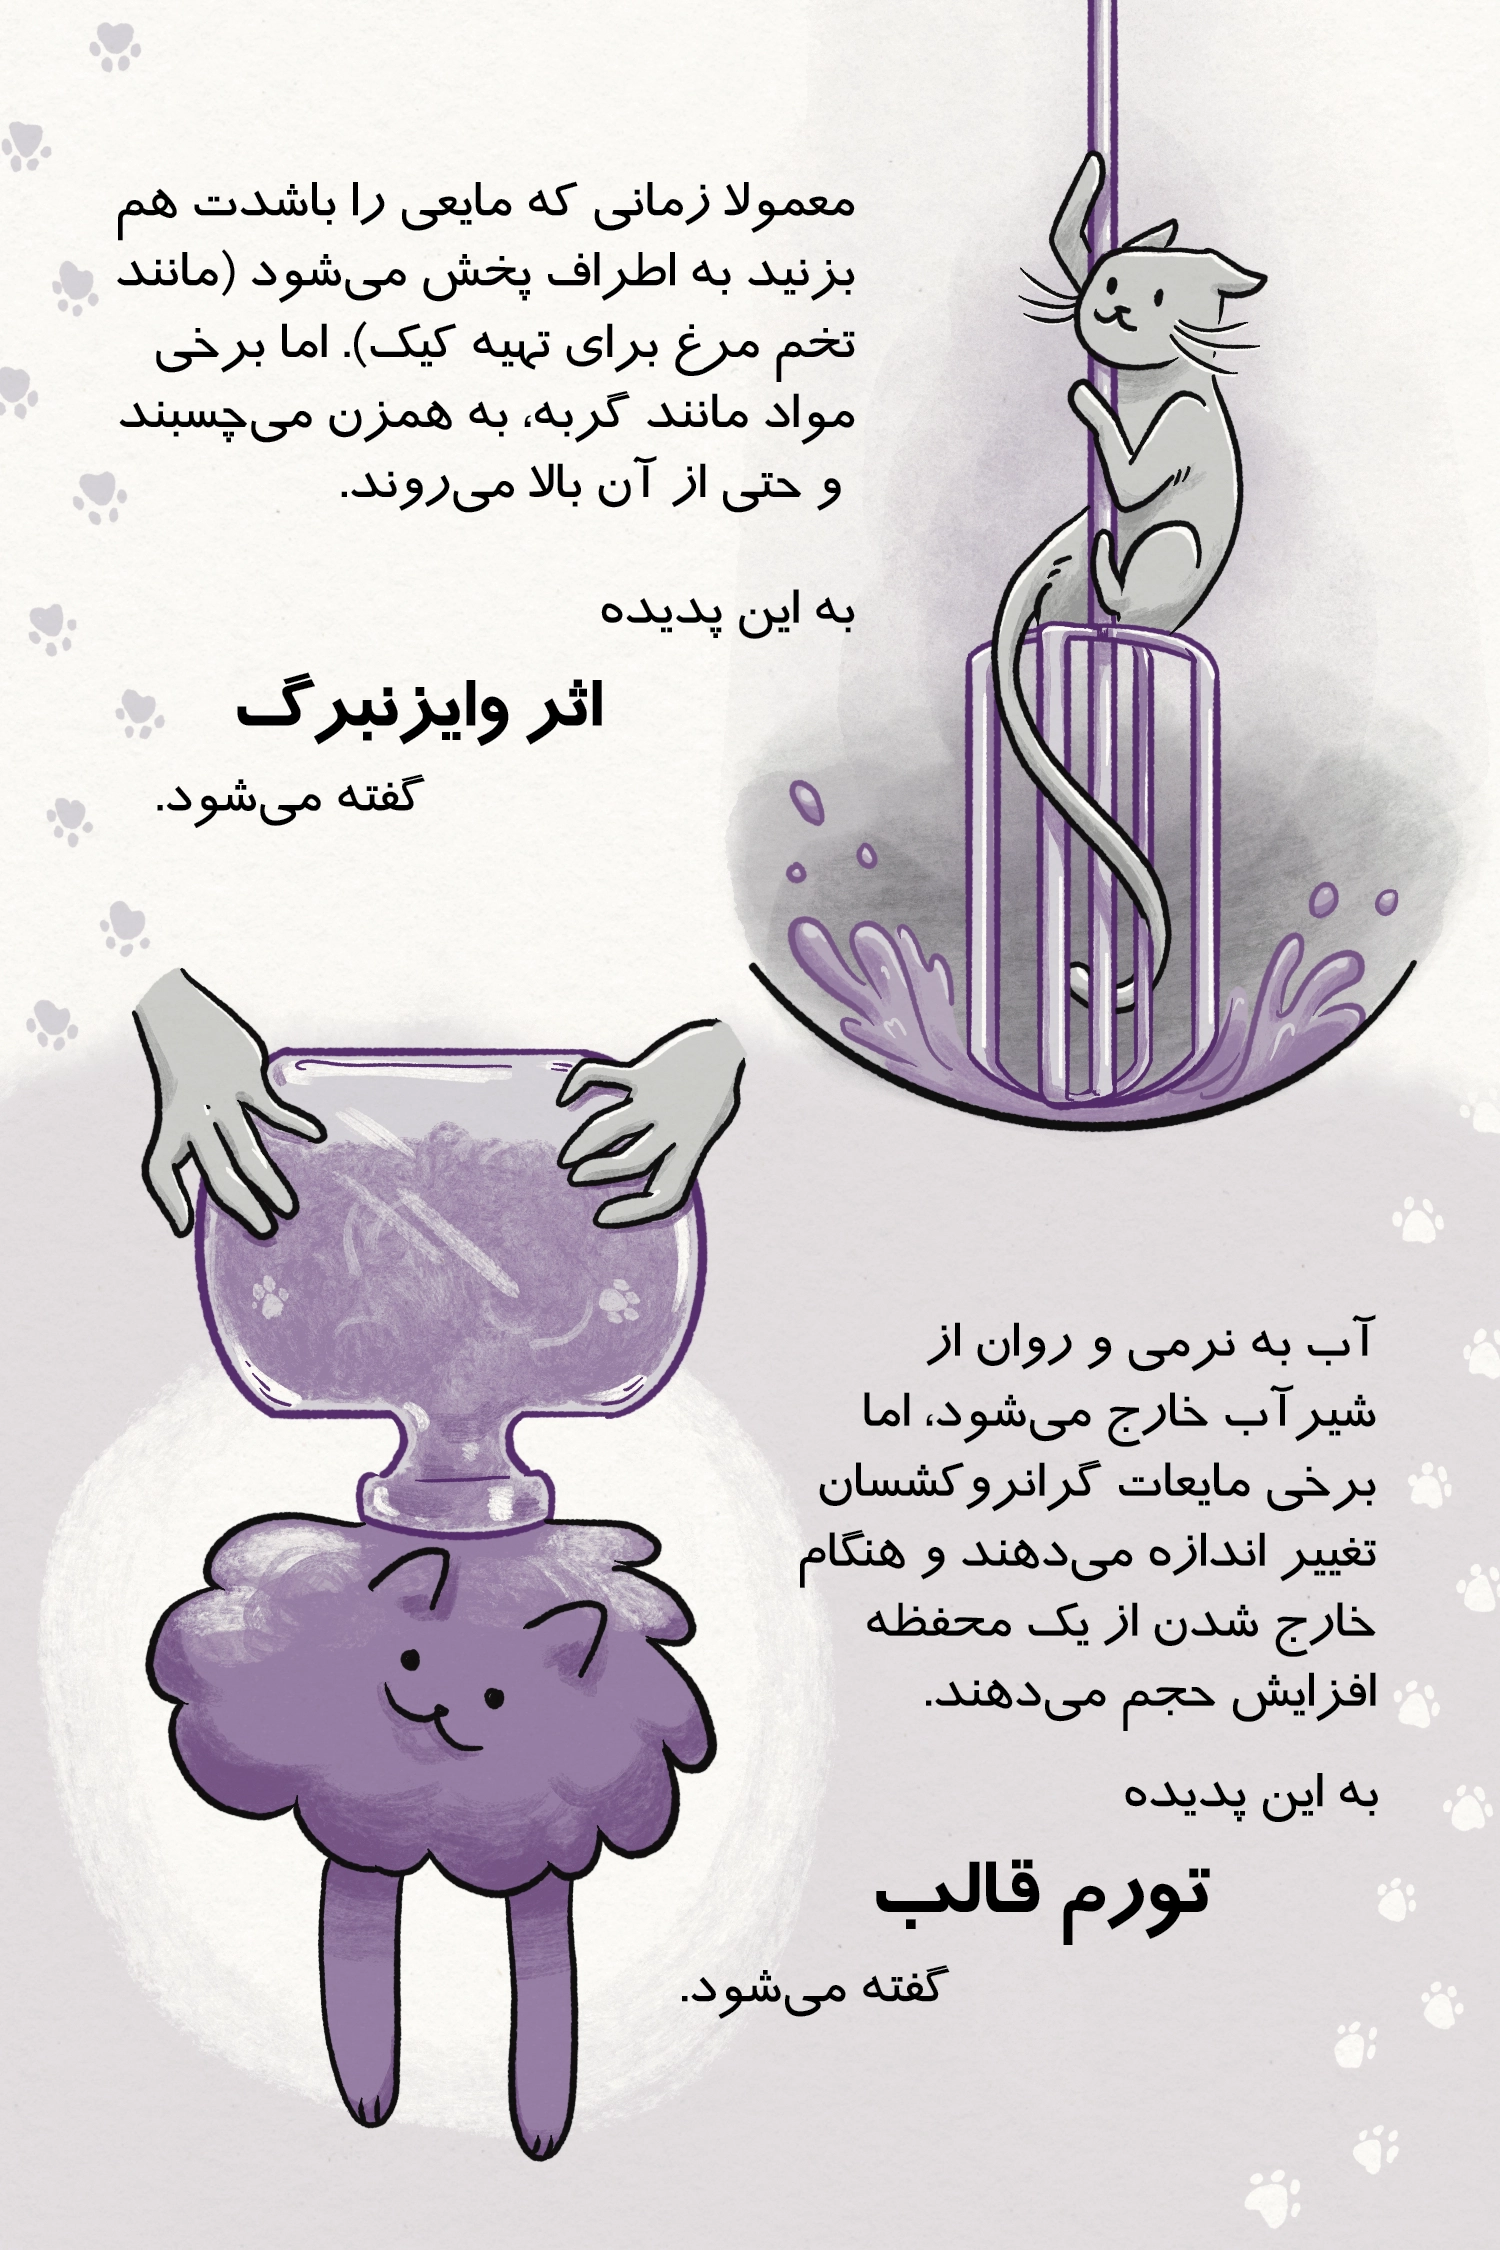 معمولا زمانی که مایعی را باشدت هم
بزنید به اطراف پخش می‌شود (مانند
تخم مرغ برای تهیه کیک). اما برخی
مواد مانند گربه، به همزن می‌چسبند
و حتی از آن بالا می‌روند.
به این پدیده
اثر وایزنبرگ
گفته می‌شود.
آب به نرمی و روان از
شیر آب خارج می‌شود، اما
برخی مایعات گرانروکشسان
تغییر اندازه می‌دهند و هنگام
خارج شدن از یک محفظه
افزایش حجم می‌دهند.
به این پدیده
تورم قالب
گفته می‌شود.